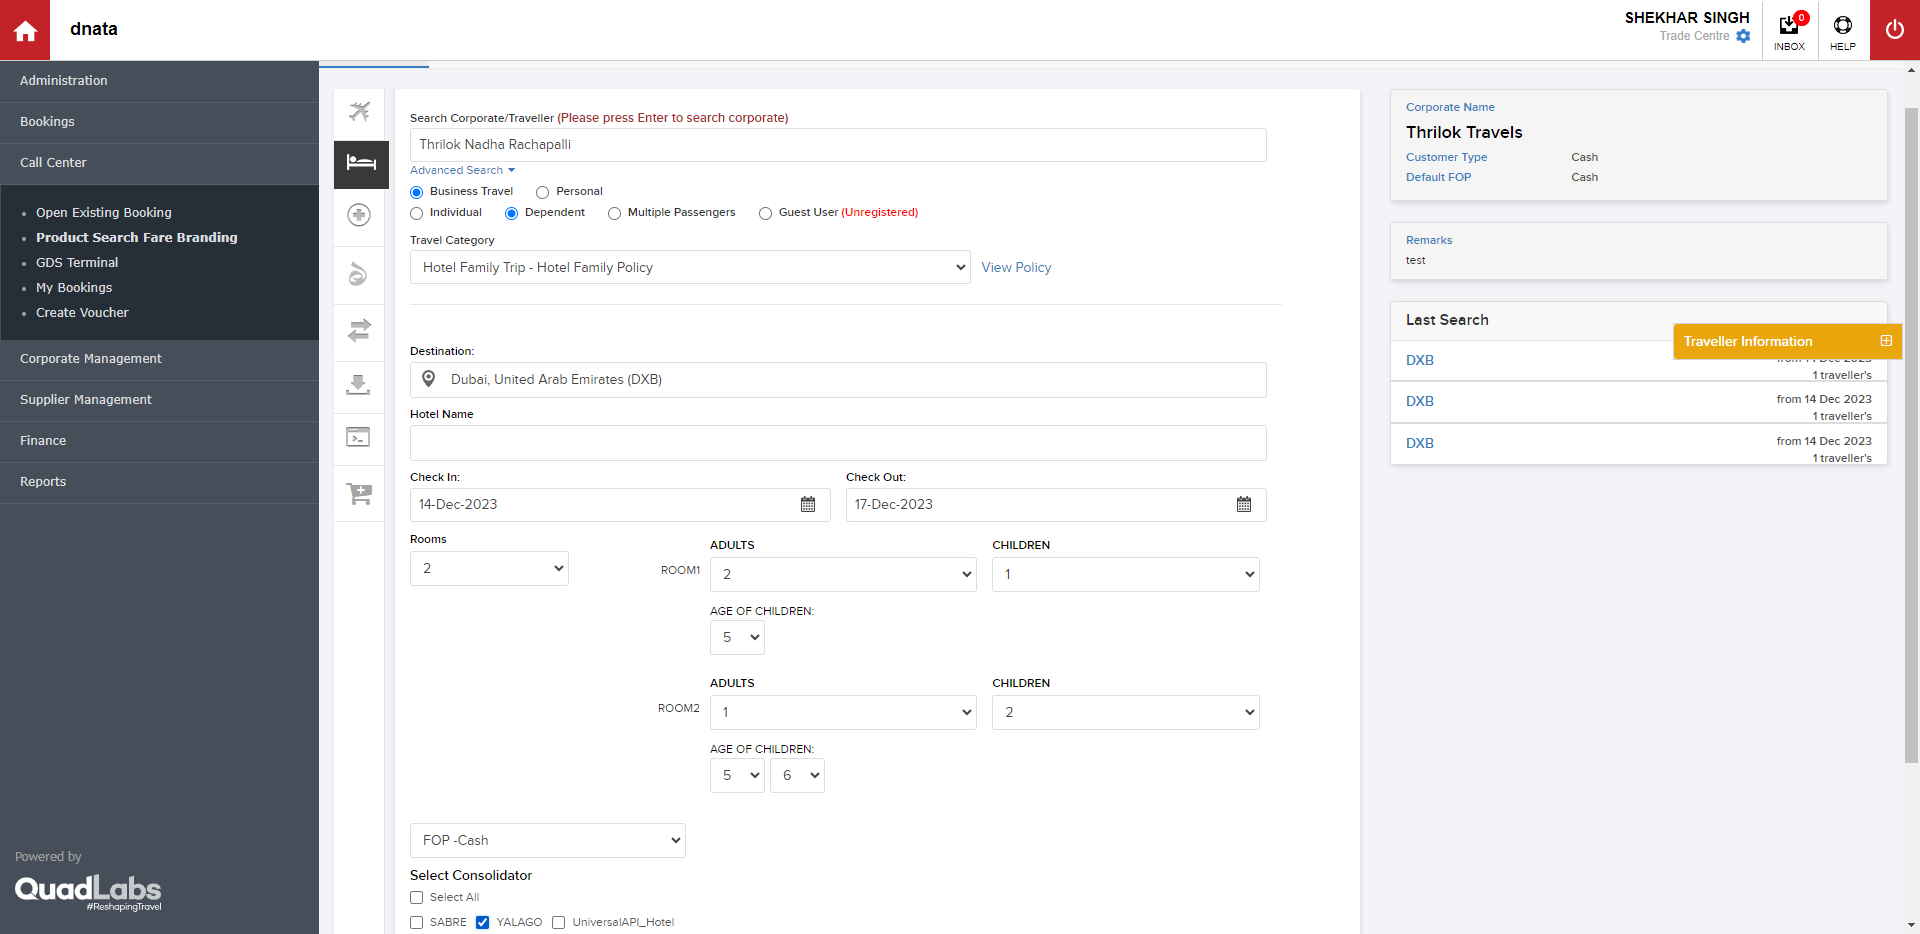 dnata
SHEKHAR SINGH
Trade Centre
0
INBOX
HELP
Administration
Bookings
Call Center
Open Existing Booking
Product Search Fare Branding
GDS Terminal
My Bookings
Create Voucher
Corporate Management
Supplier Management
Finance
Reports
Powered by
QuadLabs
#ReshapingTravel
Search Corporate/Traveller (Please press Enter to search corporate)
Thrilok Nadha Rachapalli
Advanced Search
Business Travel Personal
Individual Dependent Multiple Passengers Guest User (Unregistered)
Travel Category
Hotel Family Trip - Hotel Family Policy View Policy
Destination:
Dubai, United Arab Emirates (DXB)
Hotel Name
Check In: Check Out:
14-Dec-2023 17-Dec-2023
Rooms ADULTS CHILDREN
2 ROOM1 2 1
AGE OF CHILDREN:
5
ADULTS CHILDREN
ROOM2 1 2
AGE OF CHILDREN:
5 6
FOP -Cash
Select Consolidator
Select All
SABRE YALAGO UniversalAPI_Hotel
Corporate Name
Thrilok Travels
Customer Type Cash
Default FOP Cash
Remarks
test
Last Search
Traveller Information
DXB from 14 Dec 2023
1 traveller's
DXB from 14 Dec 2023
1 traveller's
DXB from 14 Dec 2023
1 traveller's